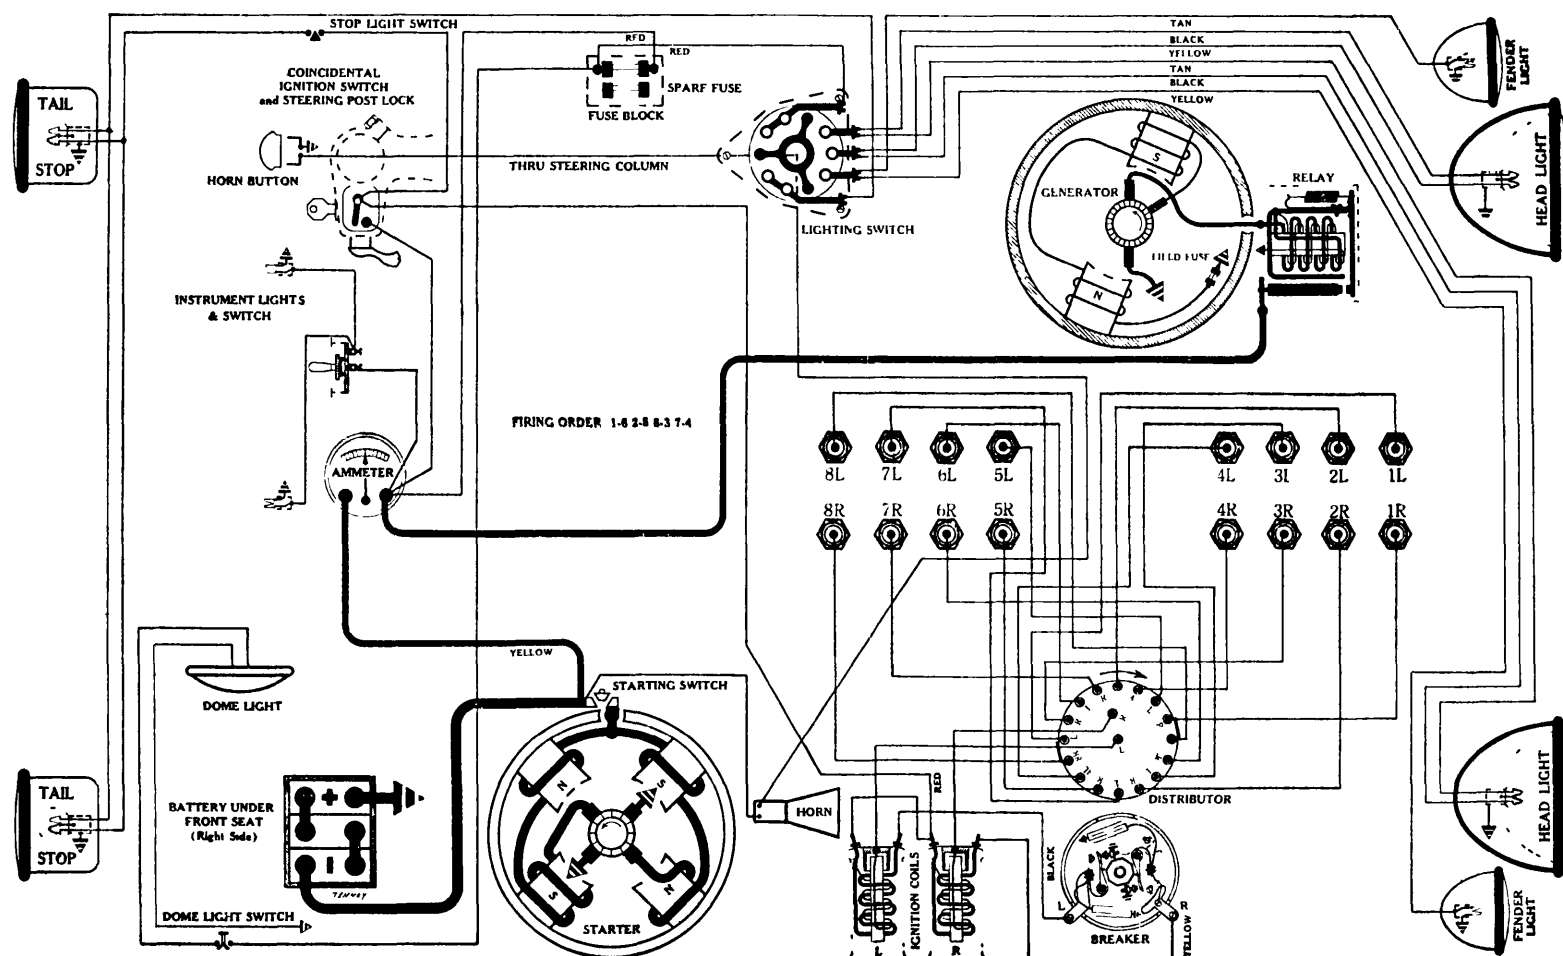 STOP LIGHT SWITCH
RED
RED
TAN
BLACK
YELLOW
TAN
BLACK
YELLOW
FENDER
LIGHT
TAIL
STOP
COINCIDENTAL
IGNITION SWITCH
and STEERING POST LOCK
SPARF FUSE
FUSE BLOCK
HORN BUTTON
THRU STEERING COLUMN
LIGHTING SWITCH
GENERATOR
S
N
FIELD FUSE
RELAY
HEAD LIGHT
INSTRUMENT LIGHTS
& SWITCH
AMMETER
FIRING ORDER 1-6 2-5 8-3 7-4
8L 7L 6L 5L 4L 3L 2L 1L
8R 7R 6R 5R 4R 3R 2R 1R
YELLOW
DOME LIGHT
STARTING SWITCH
TAIL
STOP
BATTERY UNDER
FRONT SEAT
(Right Side)
+
–
DOME LIGHT SWITCH
N
S
S
N
STARTER
HORN
RED
DISTRIBUTOR
IGNITION COILS
L
R
BLACK
L
R
BREAKER
YELLOW
HEAD LIGHT
FENDER
LIGHT